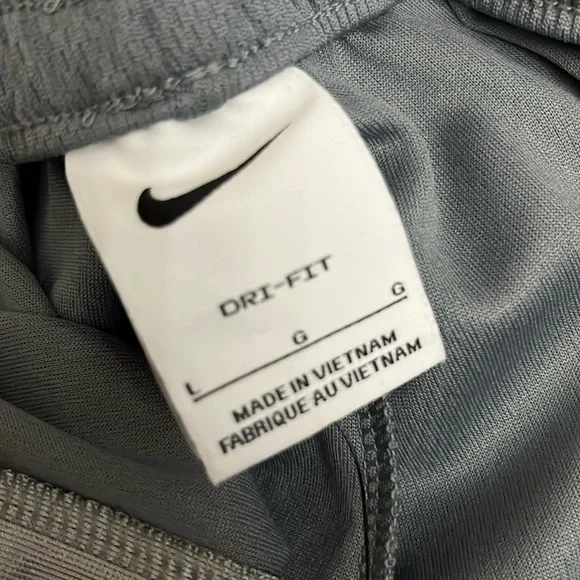 DRI-FIT
L G G
MADE IN VIETNAM
FABRIQUE AU VIETNAM